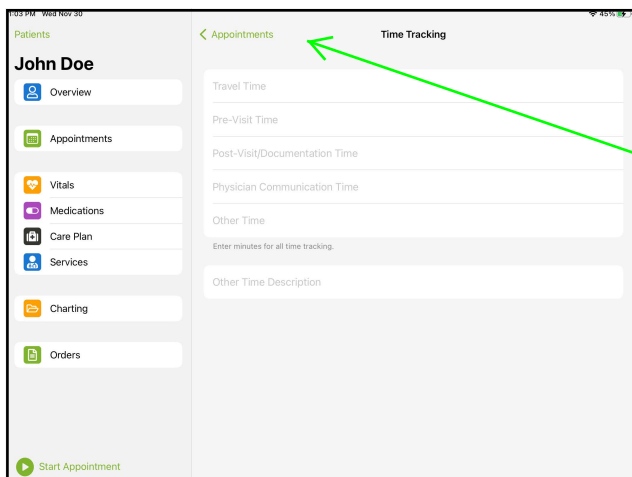 1:03 PM Wed Nov 30
45%
Patients
John Doe
Overview
Appointments
Vitals
Medications
Care Plan
Services
Charting
Orders
Start Appointment
Appointments
Time Tracking
Travel Time
Pre-Visit Time
Post-Visit/Documentation Time
Physician Communication Time
Other Time
Enter minutes for all time tracking.
Other Time Description